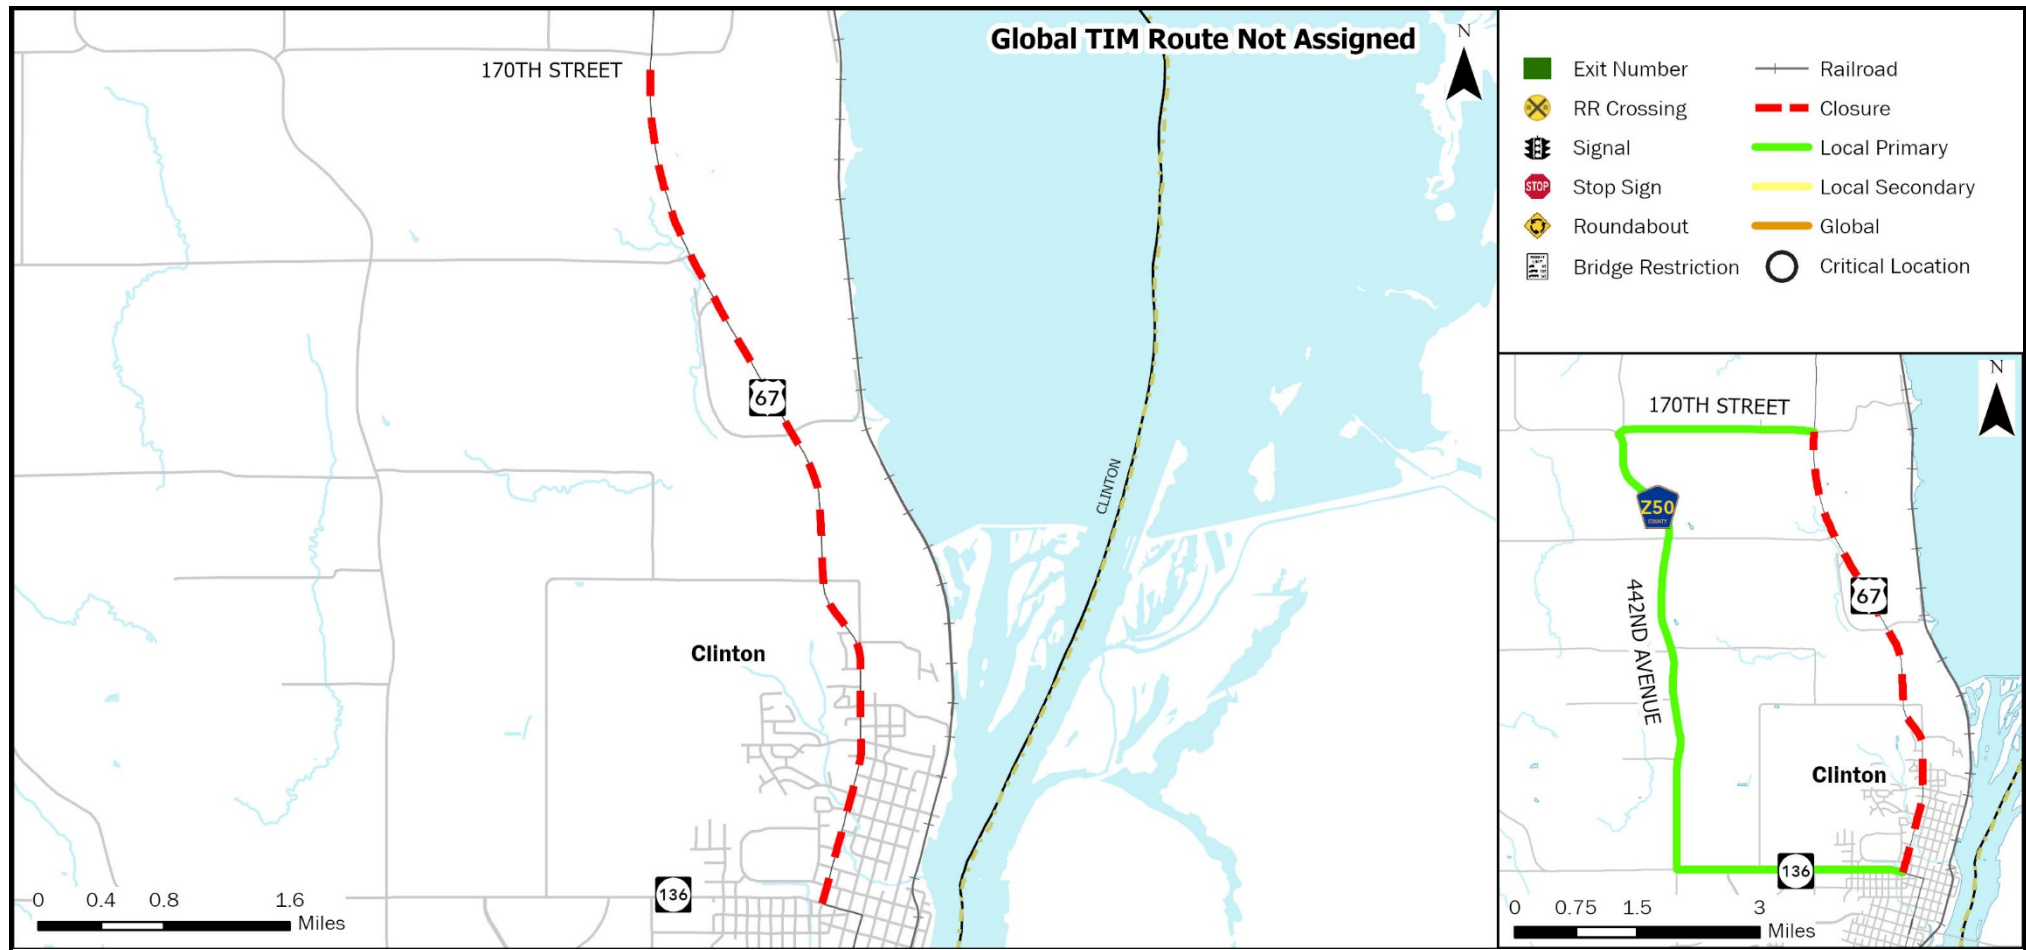 Global TIM Route Not Assigned
N
170TH STREET
67
CLINTON
Clinton
136
0 0.4 0.8 1.6
Miles
Exit Number
RR Crossing
Signal
STOP
Stop Sign
Roundabout
Bridge Restriction
Railroad
Closure
Local Primary
Local Secondary
Global
Critical Location
N
170TH STREET
Z50
COUNTY
67
442ND AVENUE
Clinton
136
0 0.75 1.5 3
Miles